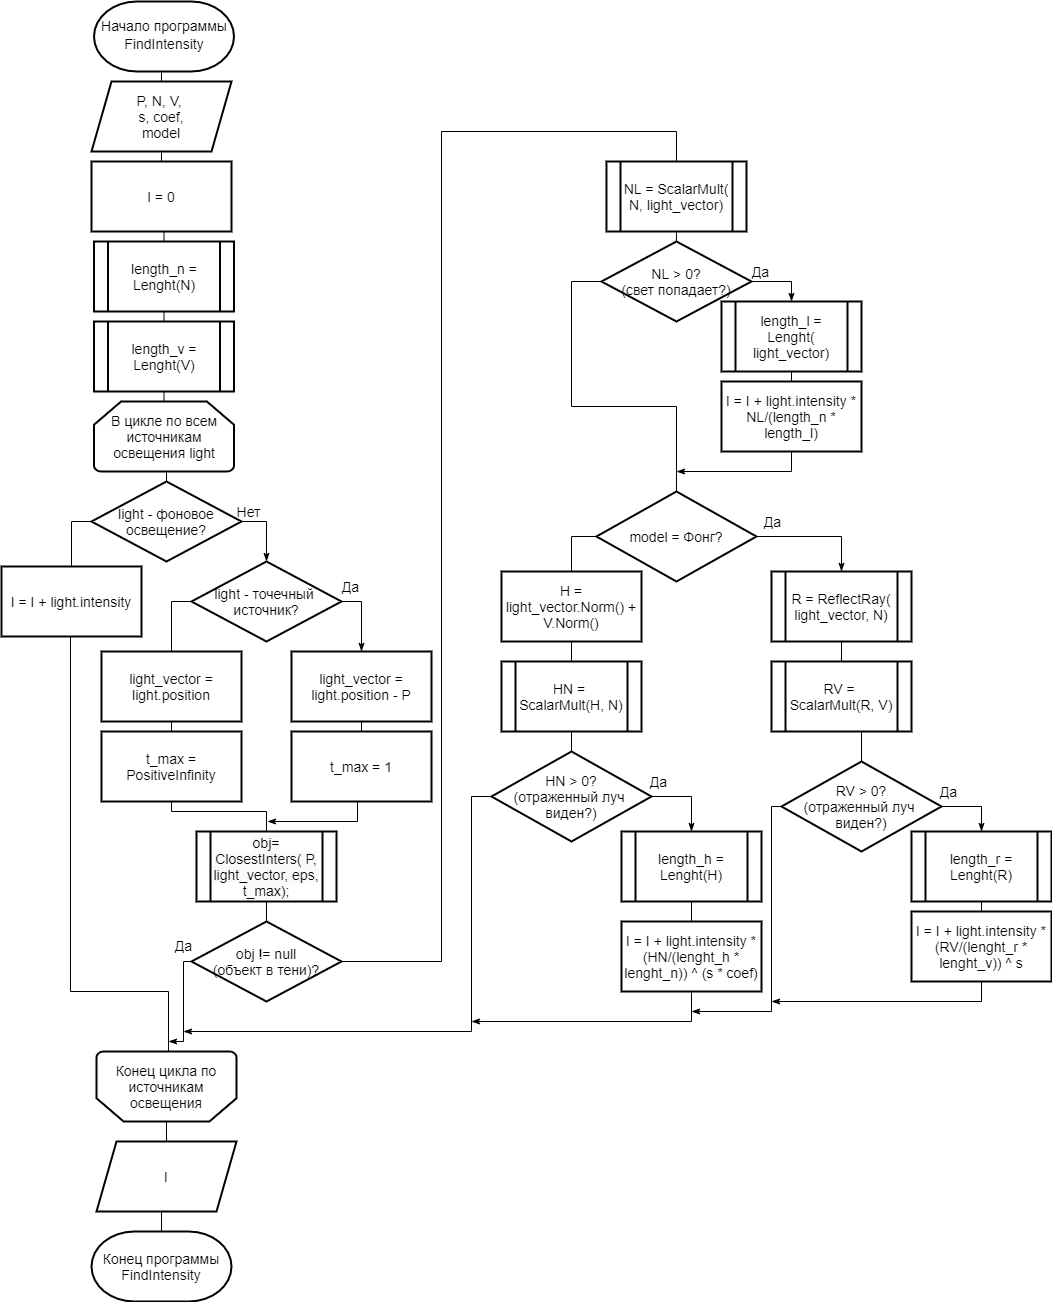 Начало программы
FindIntensity
P, N, V,
s, coef,
model
I = 0
length_n =
Lenght(N)
length_v =
Lenght(V)
В цикле по всем
источникам
освещения light
light - фоновое
освещение?
Нет
I = I + light.intensity
light - точечный
источник?
Да
light_vector =
light.position
light_vector =
light.position - P
t_max =
PositiveInfinity
t_max = 1
obj=
ClosestInters( P,
light_vector, eps,
t_max);
Да
obj != null
(объект в тени)?
NL = ScalarMult(
N, light_vector)
NL > 0?
(свет попадает?)
Да
length_l =
Lenght(
light_vector)
I = I + light.intensity *
NL/(length_n *
length_l)
model = Фонг?
Да
H =
light_vector.Norm() +
V.Norm()
HN =
ScalarMult(H, N)
HN > 0?
(отраженный луч
виден?)
Да
length_h =
Lenght(H)
I = I + light.intensity *
(HN/(lenght_h *
lenght_n)) ^ (s * coef)
R = ReflectRay(
light_vector, N)
RV =
ScalarMult(R, V)
RV > 0?
(отраженный луч
виден?)
Да
length_r =
Lenght(R)
I = I + light.intensity *
(RV/(lenght_r *
lenght_v)) ^ s
Конец цикла по
источникам
освещения
I
Конец программы
FindIntensity